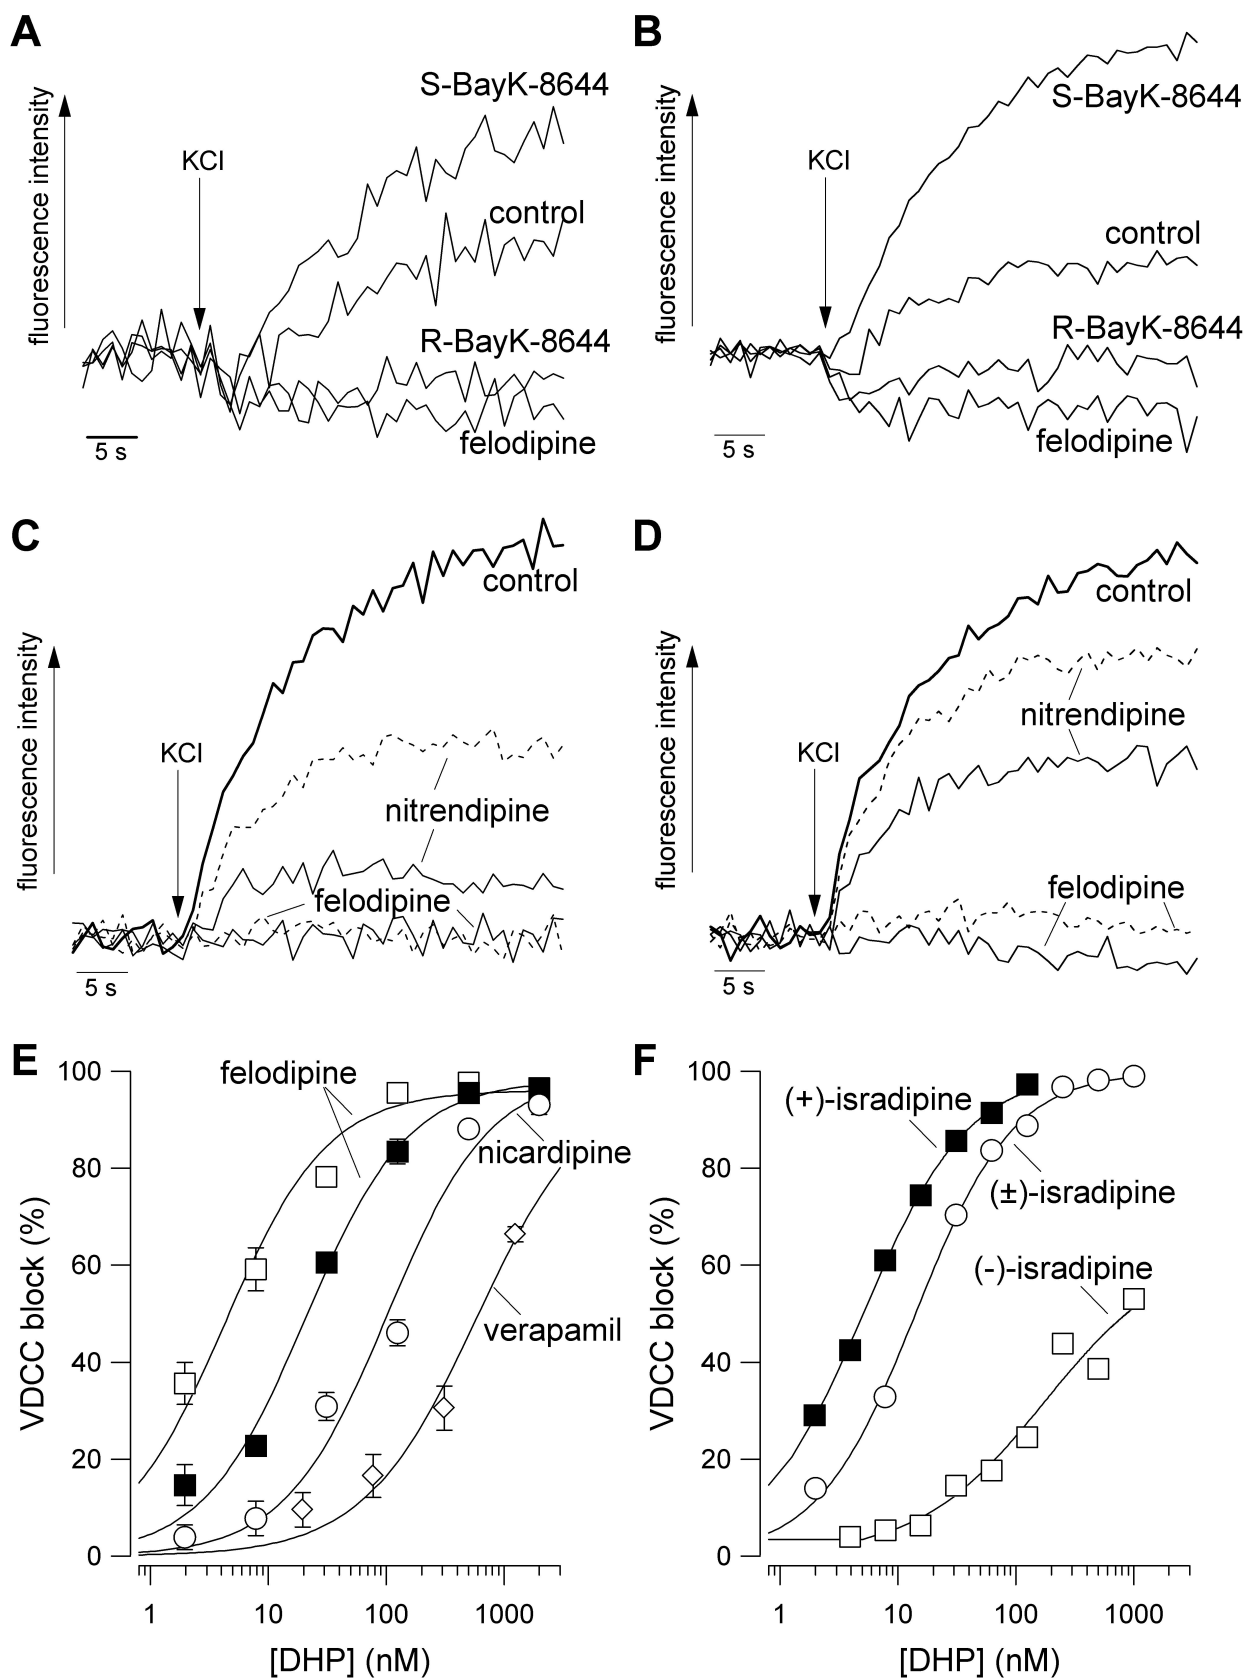 A
fluorescence intensity
KCl
S-BayK-8644
control
R-BayK-8644
felodipine
5 s
B
fluorescence intensity
KCl
S-BayK-8644
control
R-BayK-8644
felodipine
5 s
C
fluorescence intensity
KCl
control
nitrendipine
felodipine
5 s
D
fluorescence intensity
KCl
control
nitrendipine
felodipine
5 s
E
VDCC block (%)
100
80
60
40
20
0
felodipine
nicardipine
verapamil
1 10 100 1000
[DHP] (nM)
F
VDCC block (%)
100
80
60
40
20
0
(+)-isradipine
(±)-isradipine
(-)-isradipine
1 10 100 1000
[DHP] (nM)